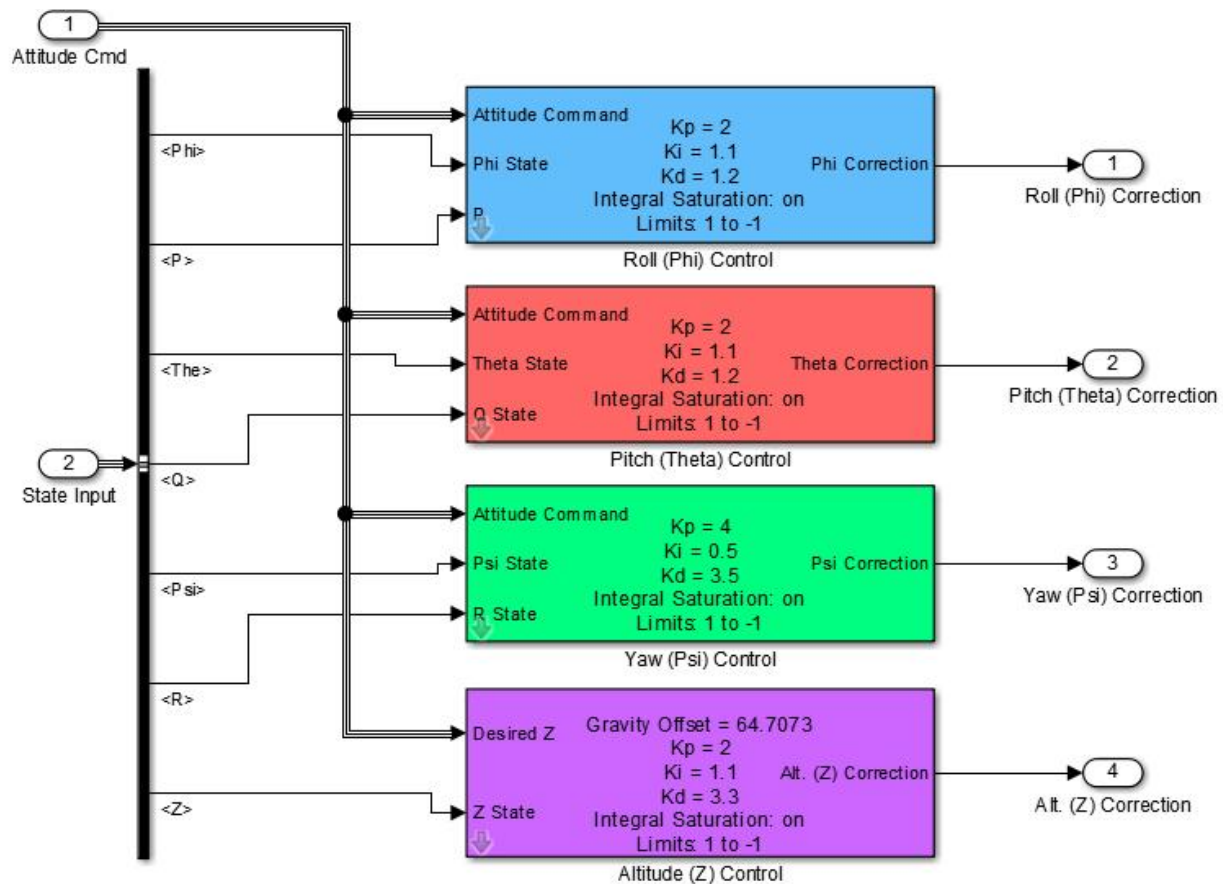 1
Attitude Cmd
<Phi>
<P>
<The>
2
State Input
<Q>
<Psi>
<R>
<Z>
Attitude Command
Kp = 2
Phi State
Ki = 1.1
Phi Correction
Kd = 1.2
P
Integral Saturation: on
Limits: 1 to -1
Roll (Phi) Control
1
Roll (Phi) Correction
Attitude Command
Kp = 2
Theta State
Ki = 1.1
Theta Correction
Kd = 1.2
Q State
Integral Saturation: on
Limits: 1 to -1
Pitch (Theta) Control
2
Pitch (Theta) Correction
Attitude Command
Kp = 4
Psi State
Ki = 0.5
Psi Correction
Kd = 3.5
R State
Integral Saturation: on
Limits: 1 to -1
Yaw (Psi) Control
3
Yaw (Psi) Correction
Desired Z
Gravity Offset = 64.7073
Kp = 2
Ki = 1.1
Alt. (Z) Correction
Kd = 3.3
Z State
Integral Saturation: on
Limits: 1 to -1
Altitude (Z) Control
4
Alt. (Z) Correction